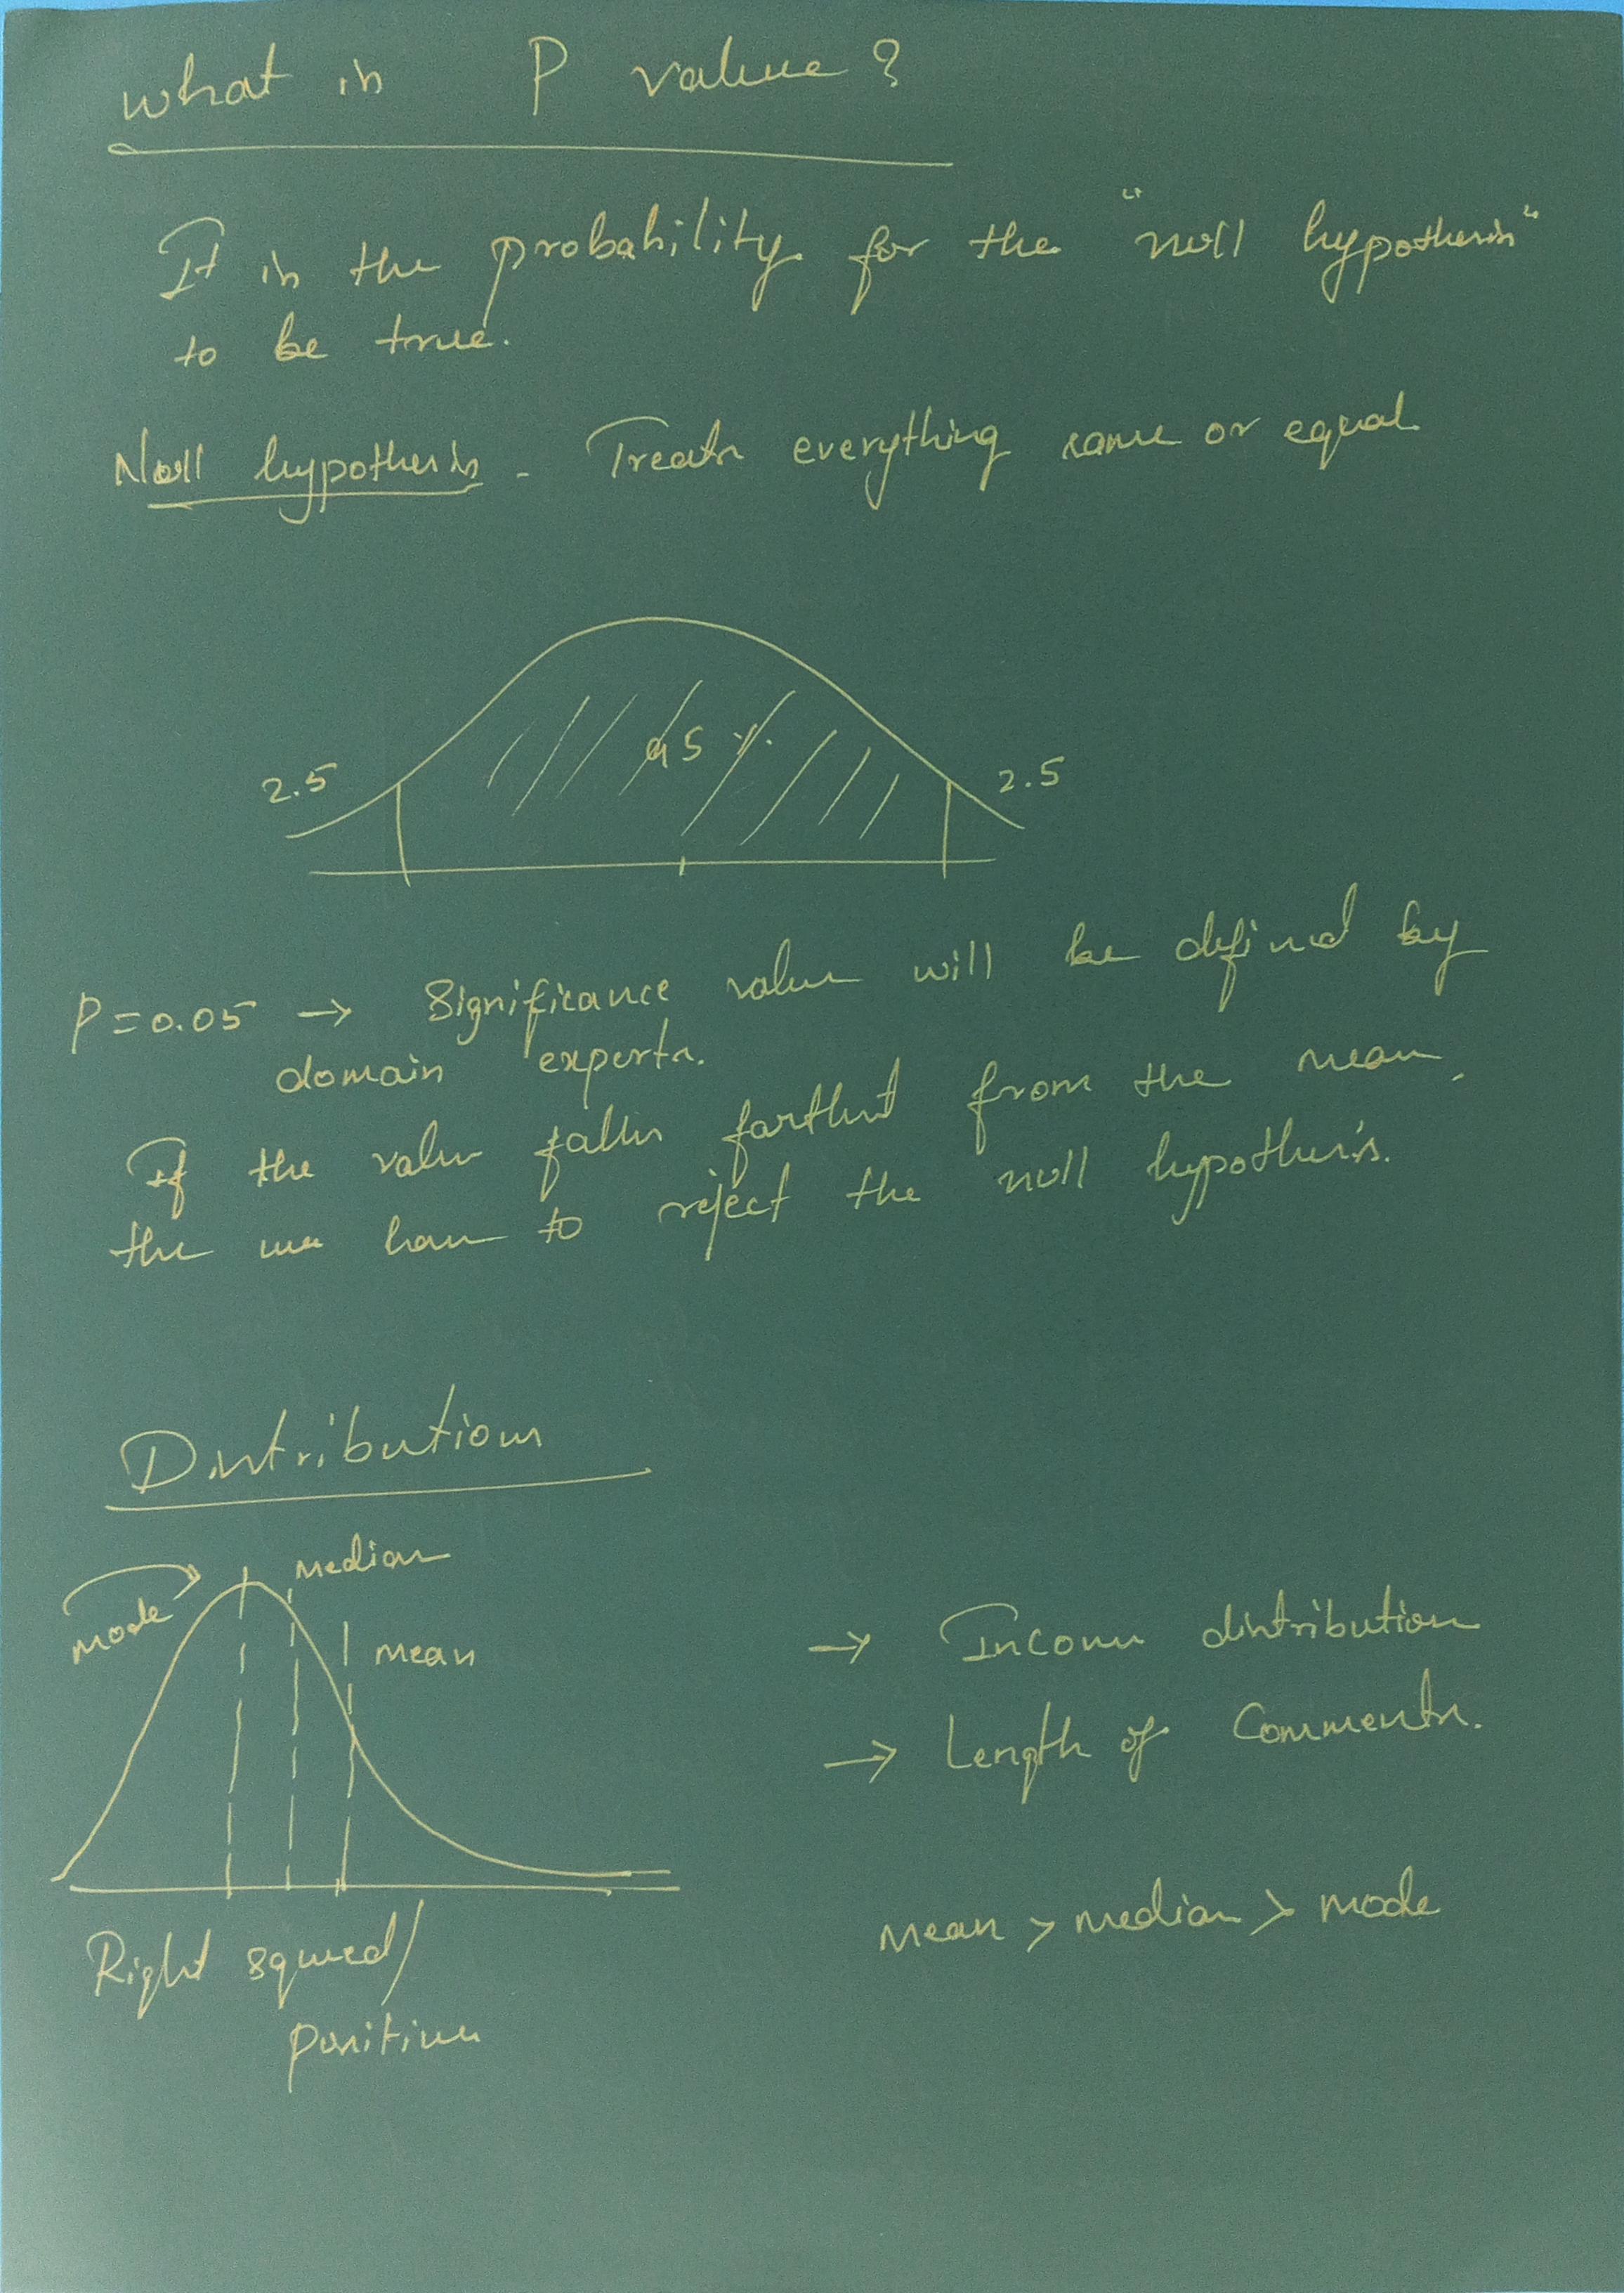 What is P value?
It is the probability for the "null hypothesis"
to be true.
Null hypothesis - Treats everything same or equal
95 %
2.5
2.5
P=0.05 → Significance value will be defined by
domain experts.
If the value falls farthest from the mean,
the we have to reject the null hypothesis.
Distributions
median
mode
mean
→ Income distribution
→ Length of Comments.
mean > median > mode
Right squed/
positive